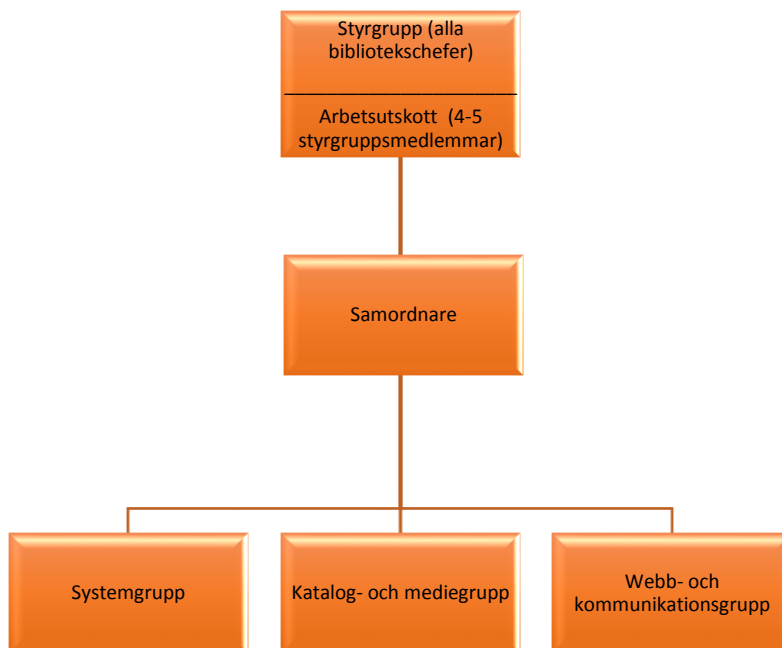 Styrgrupp (alla
bibliotekschefer)
Arbetsutskott (4-5
styrgruppsmedlemmar)
Samordnare
Systemgrupp
Katalog- och mediegrupp
Webb- och
kommunikationsgrupp